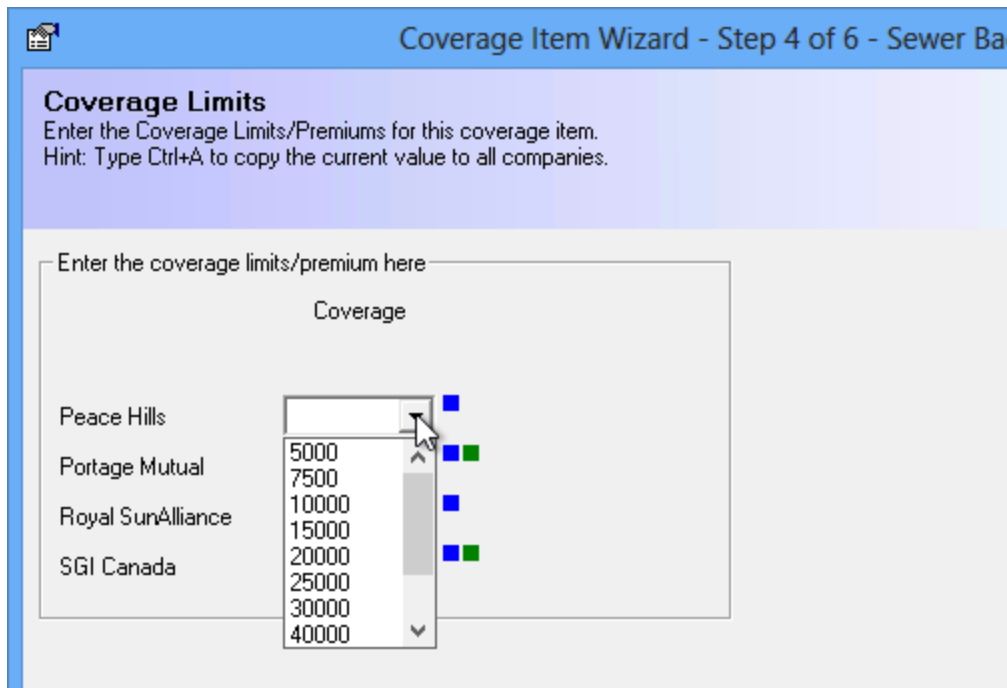 Coverage Item Wizard - Step 4 of 6 - Sewer
Coverage Limits
Enter the Coverage Limits/Premiums for this coverage item.
Hint: Type Ctrl+A to copy the current value to all companies.
Enter the coverage limits/premium here
Coverage
Peace Hills
Portage Mutual
Royal SunAlliance
SGI Canada
5000
7500
10000
15000
20000
25000
30000
40000